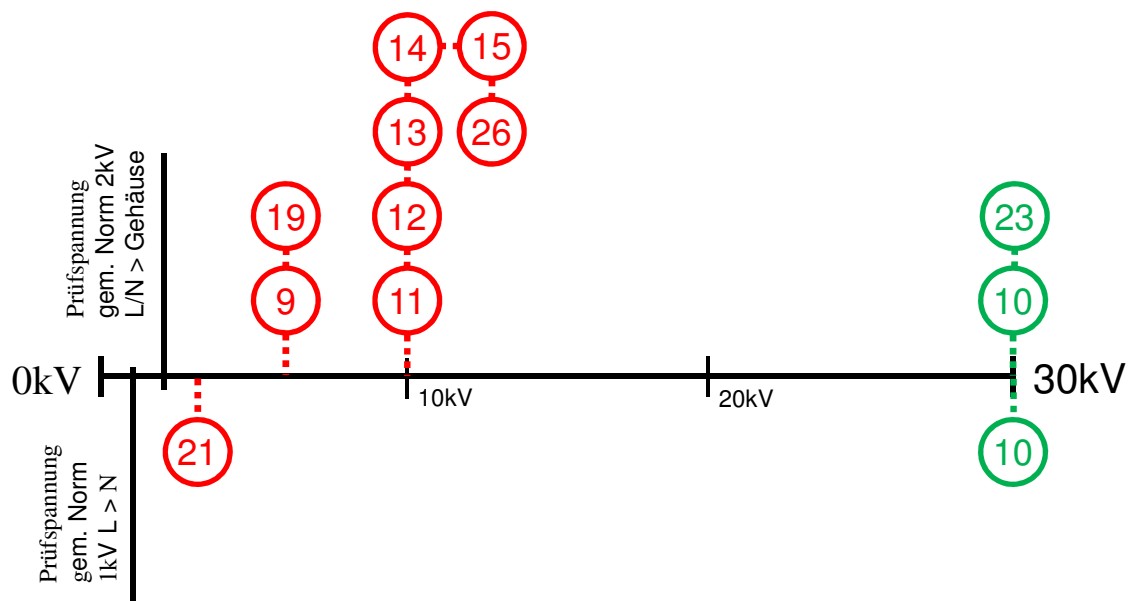 14
15
13
26
Prüfspannung
gem. Norm 2kV
L/N > Gehäuse
19
12
23
9
11
10
0kV
30kV
10kV
20kV
21
10
Prüfspannung
gem. Norm
1kV L > N